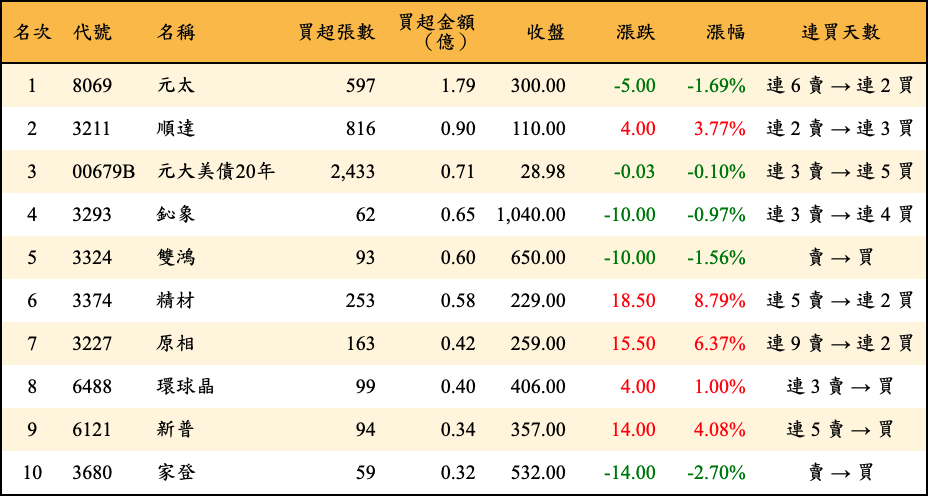 名次 代號 名稱 買超張數 買超金額（億） 收盤 漲跌 漲幅 連買天數
1 8069 元太 597 1.79 300.00 -5.00 -1.69% 連 6 賣 → 連 2 買
2 3211 順達 816 0.90 110.00 4.00 3.77% 連 2 賣 → 連 3 買
3 00679B 元大美債20年 2,433 0.71 28.98 -0.03 -0.10% 連 3 賣 → 連 5 買
4 3293 鈊象 62 0.65 1,040.00 -10.00 -0.97% 連 3 賣 → 連 4 買
5 3324 雙鴻 93 0.60 650.00 -10.00 -1.56% 賣 → 買
6 3374 精材 253 0.58 229.00 18.50 8.79% 連 5 賣 → 連 2 買
7 3227 原相 163 0.42 259.00 15.50 6.37% 連 9 賣 → 連 2 買
8 6488 環球晶 99 0.40 406.00 4.00 1.00% 連 3 賣 → 買
9 6121 新普 94 0.34 357.00 14.00 4.08% 連 5 賣 → 買
10 3680 家登 59 0.32 532.00 -14.00 -2.70% 賣 → 買